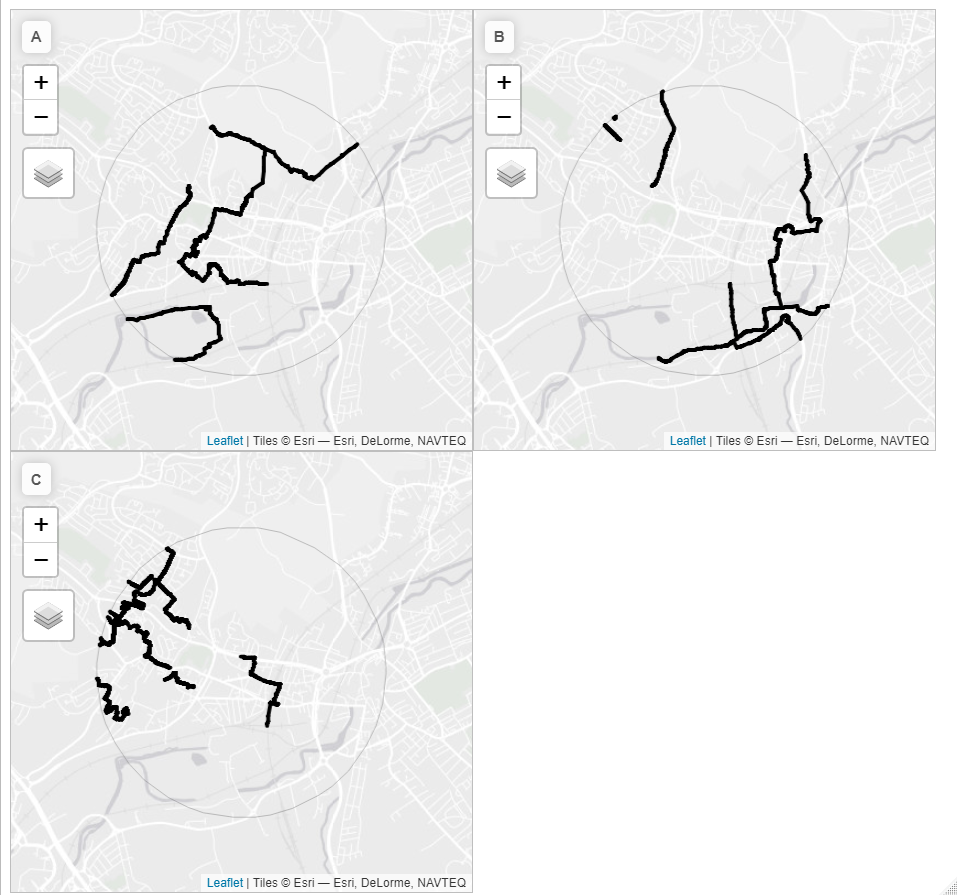 A
B
+
+
−
−
Leaflet | Tiles © Esri — Esri, DeLorme, NAVTEQ
Leaflet | Tiles © Esri — Esri, DeLorme, NAVTEQ
C
+
−
Leaflet | Tiles © Esri — Esri, DeLorme, NAVTEQ